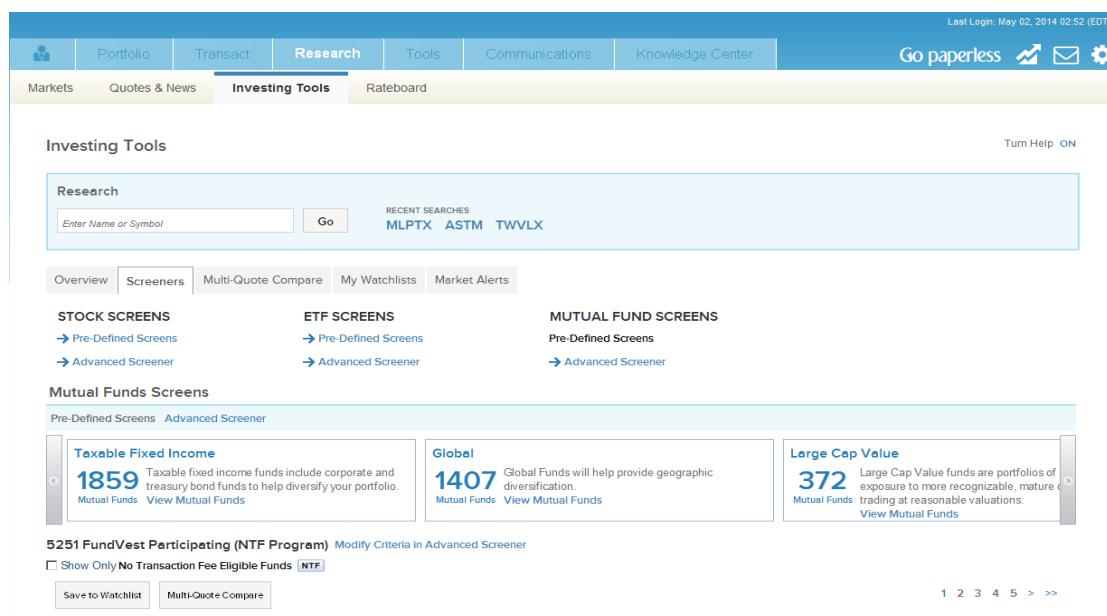 Last Login: May 02, 2014 02:52 (EDT
Portfolio Transact Research Tools Communications Knowledge Center Go paperless
Markets Quotes & News Investing Tools Rateboard
Investing Tools Turn Help ON
Research
Enter Name or Symbol Go
RECENT SEARCHES
MLPTX ASTM TWVLX
Overview Screeners Multi-Quote Compare My Watchlists Market Alerts
STOCK SCREENS ETF SCREENS MUTUAL FUND SCREENS
Pre-Defined Screens Pre-Defined Screens Pre-Defined Screens
Advanced Screener Advanced Screener Advanced Screener
Mutual Funds Screens
Pre-Defined Screens Advanced Screener
Taxable Fixed Income
1859
Mutual Funds
Taxable fixed income funds include corporate and
treasury bond funds to help diversify your portfolio.
View Mutual Funds
Global
1407
Mutual Funds
Global Funds will help provide geographic
diversification.
View Mutual Funds
Large Cap Value
372
Mutual Funds
Large Cap Value funds are portfolios of
exposure to more recognizable, mature
trading at reasonable valuations.
View Mutual Funds
5251 FundVest Participating (NTF Program) Modify Criteria in Advanced Screener
Show Only No Transaction Fee Eligible Funds NTF
Save to Watchlist Multi-Quote Compare 1 2 3 4 5 > >>